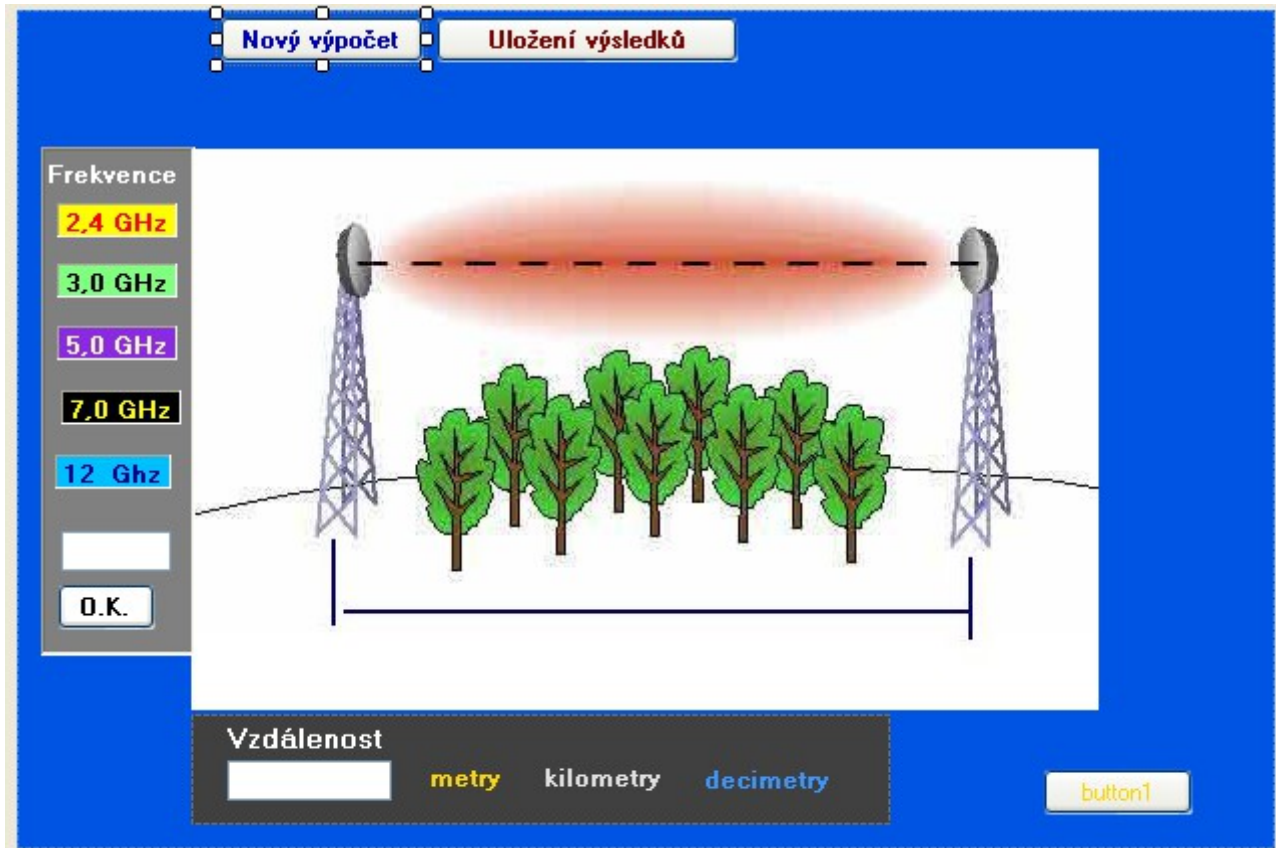 Nový výpočet
Uložení výsledků
Frekvence
2,4 GHz
3,0 GHz
5,0 GHz
7,0 GHz
12 Ghz
O.K.
Vzdálenost
metry kilometry decimetry
button1